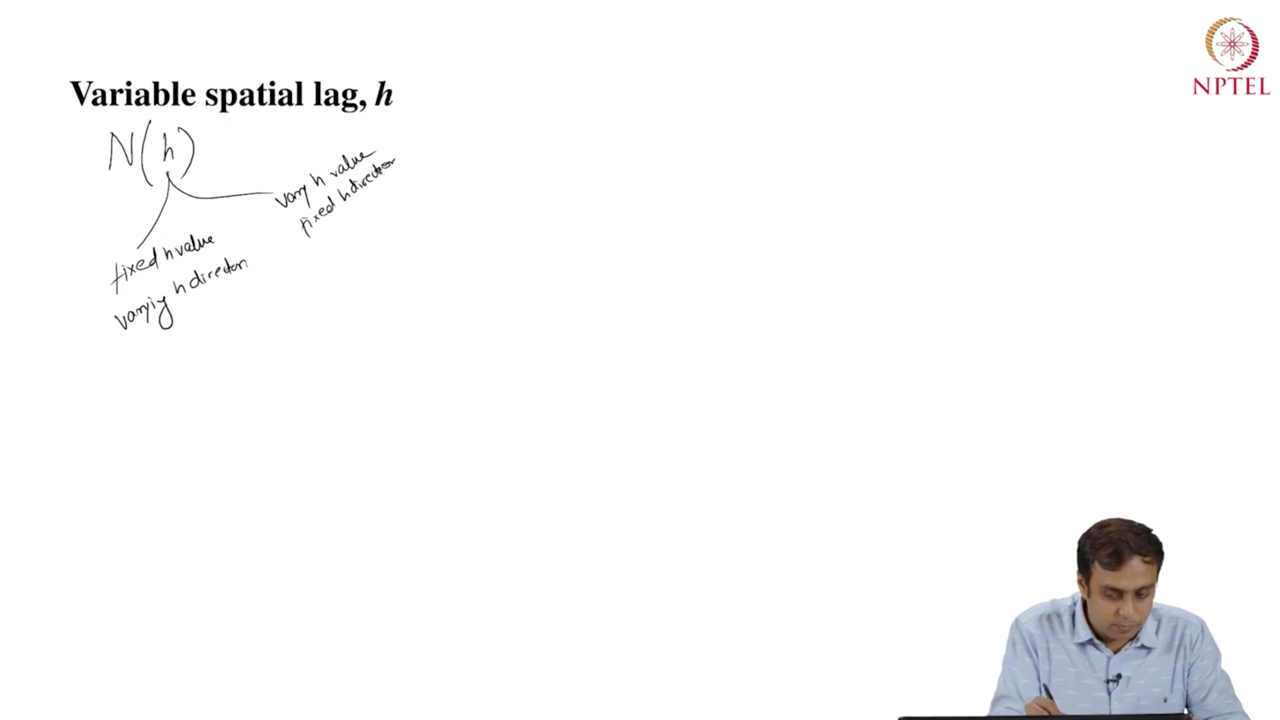 Variable spatial lag, h
N(h)
vary h value
fixed h direction
fixed h value
varying h direction
NPTEL